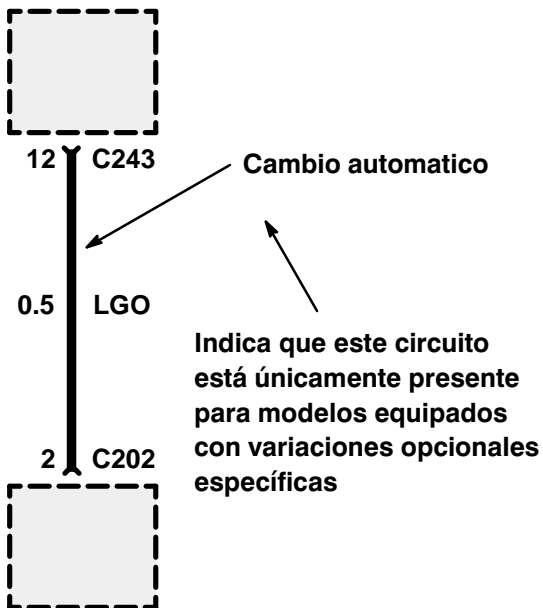 12 C243
Cambio automatico
0.5 LGO
Indica que este circuito
está únicamente presente
para modelos equipados
con variaciones opcionales
específicas
2 C202